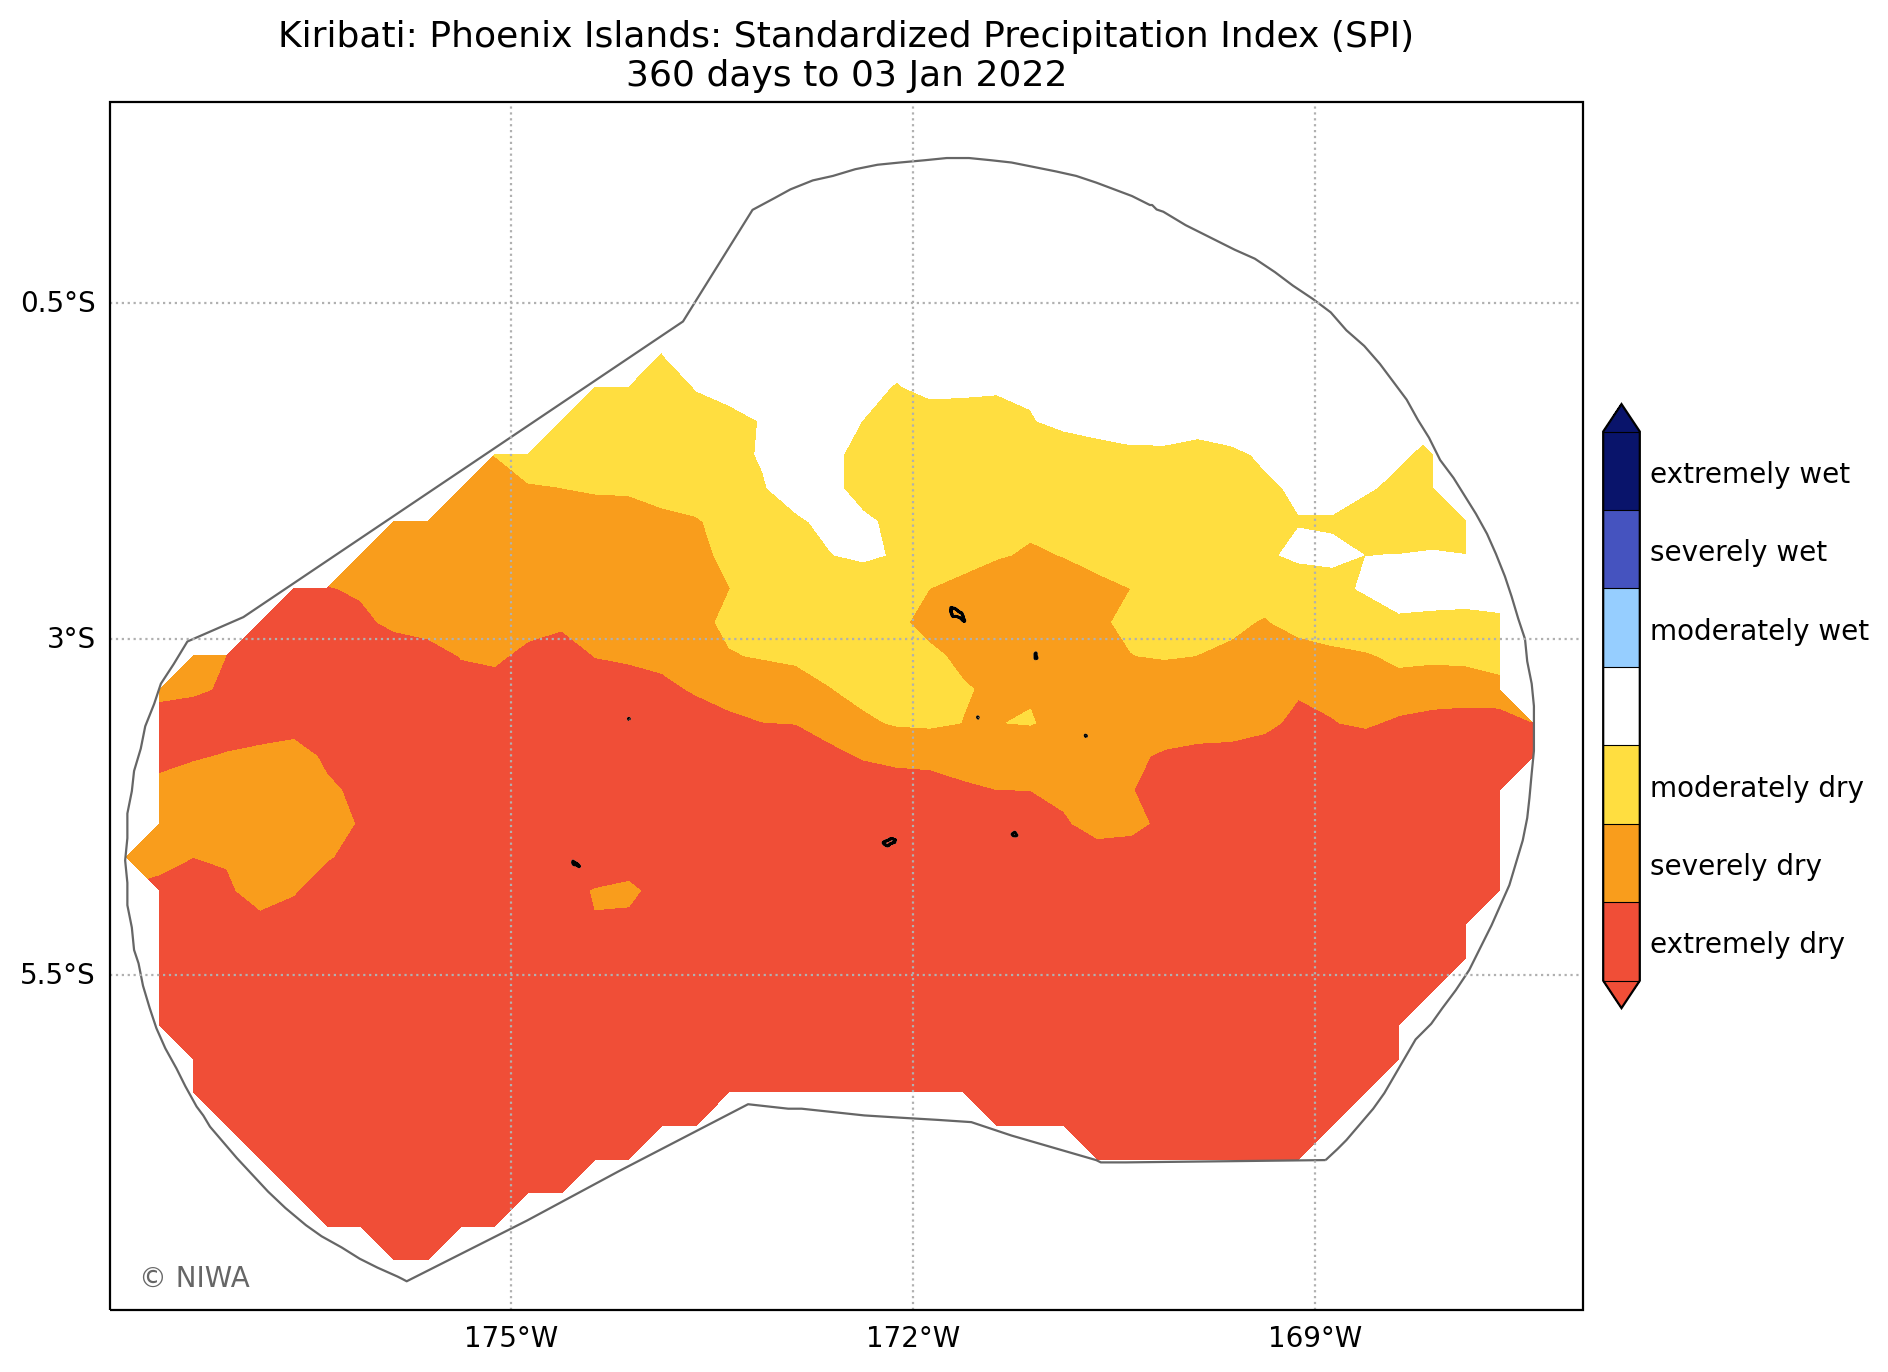 Kiribati: Phoenix Islands: Standardized Precipitation Index (SPI)
360 days to 03 Jan 2022
0.5°S
3°S
5.5°S
175°W
172°W
169°W
extremely wet
severely wet
moderately wet
moderately dry
severely dry
extremely dry
© NIWA